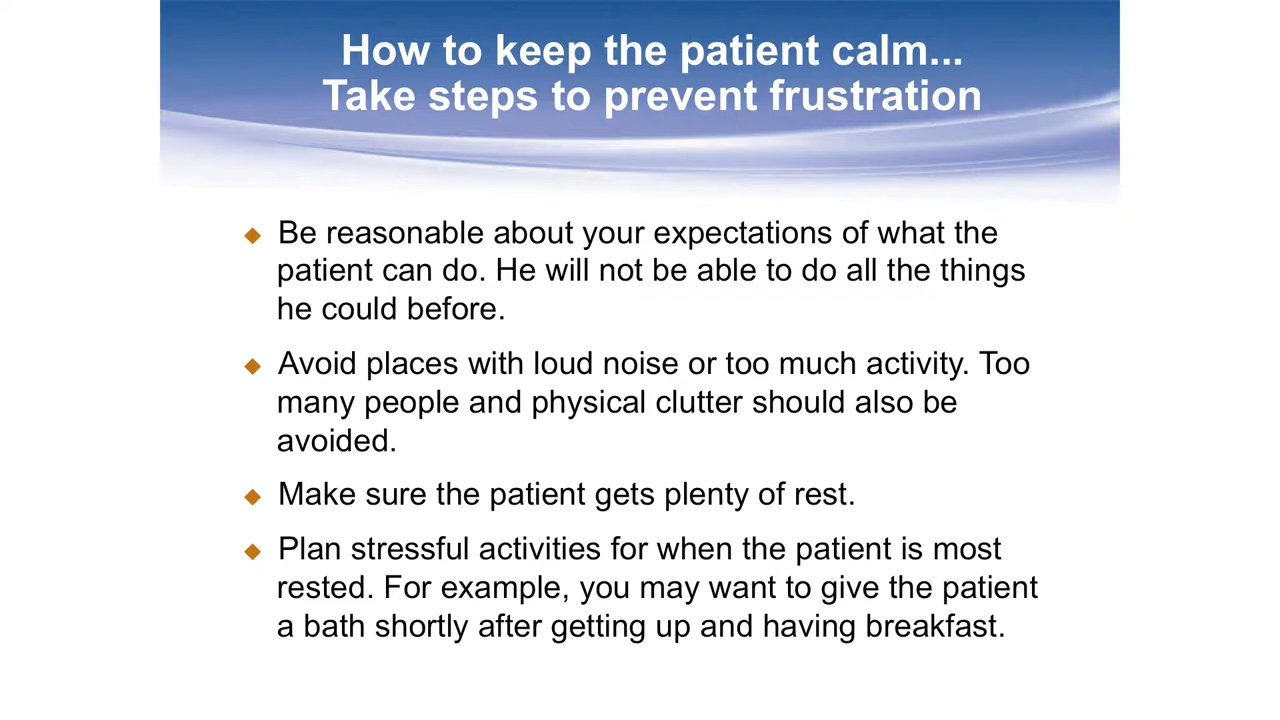 How to keep the patient calm...
Take steps to prevent frustration
Be reasonable about your expectations of what the
patient can do. He will not be able to do all the things
he could before.
Avoid places with loud noise or too much activity. Too
many people and physical clutter should also be
avoided.
Make sure the patient gets plenty of rest.
Plan stressful activities for when the patient is most
rested. For example, you may want to give the patient
a bath shortly after getting up and having breakfast.